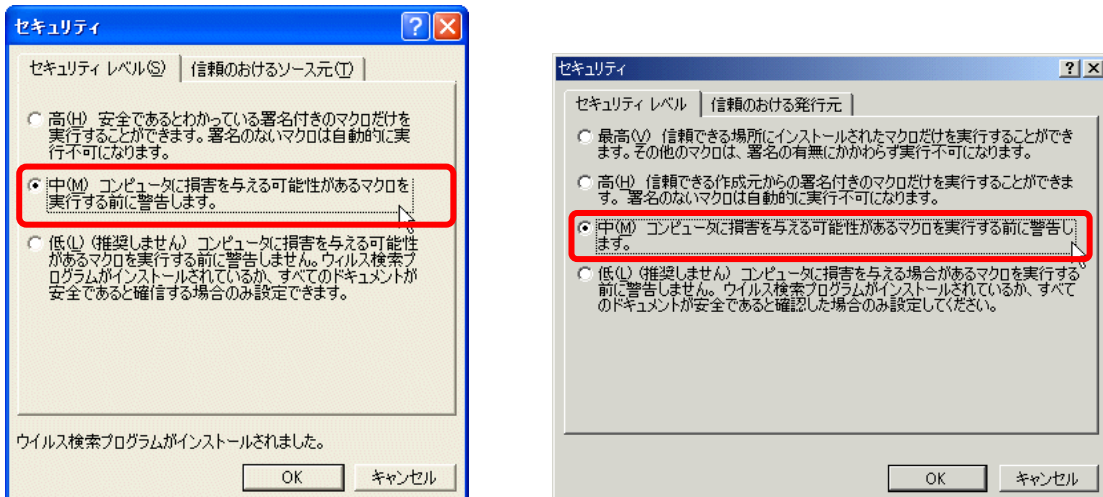 セキュリティ
セキュリティ レベル(S)
信頼のおけるソース元(T)
高(H) 安全であるとわかっている署名付きのマクロだけを
実行することができます。署名のないマクロは自動的に実
行不可になります。
中(M) コンピュータに損害を与える可能性があるマクロを
実行する前に警告します。
低(L) (推奨しません) コンピュータに損害を与える可能性
があるマクロを実行する前に警告しません。ウィルス検索プ
ログラムがインストールされているか、すべてのドキュメントが
安全であると確信する場合のみ設定できます。
ウイルス検索プログラムがインストールされました。
OK
キャンセル
セキュリティ
セキュリティ レベル
信頼のおける発行元
最高(V) 信頼できる場所にインストールされたマクロだけを実行することができ
ます。その他のマクロは、署名の有無にかかわらず実行不可になります。
高(H) 信頼できる作成元からの署名付きのマクロだけを実行することができま
す。 署名のないマクロは自動的に実行不可になります。
中(M) コンピュータに損害を与える可能性があるマクロを実行する前に警告し
ます。
低(L) (推奨しません) コンピュータに損害を与える場合があるマクロを実行する
前に警告しません。 ウイルス検索プログラムがインストールされているか、すべて
のドキュメントが安全であると確認した場合のみ設定してください。
OK
キャンセル